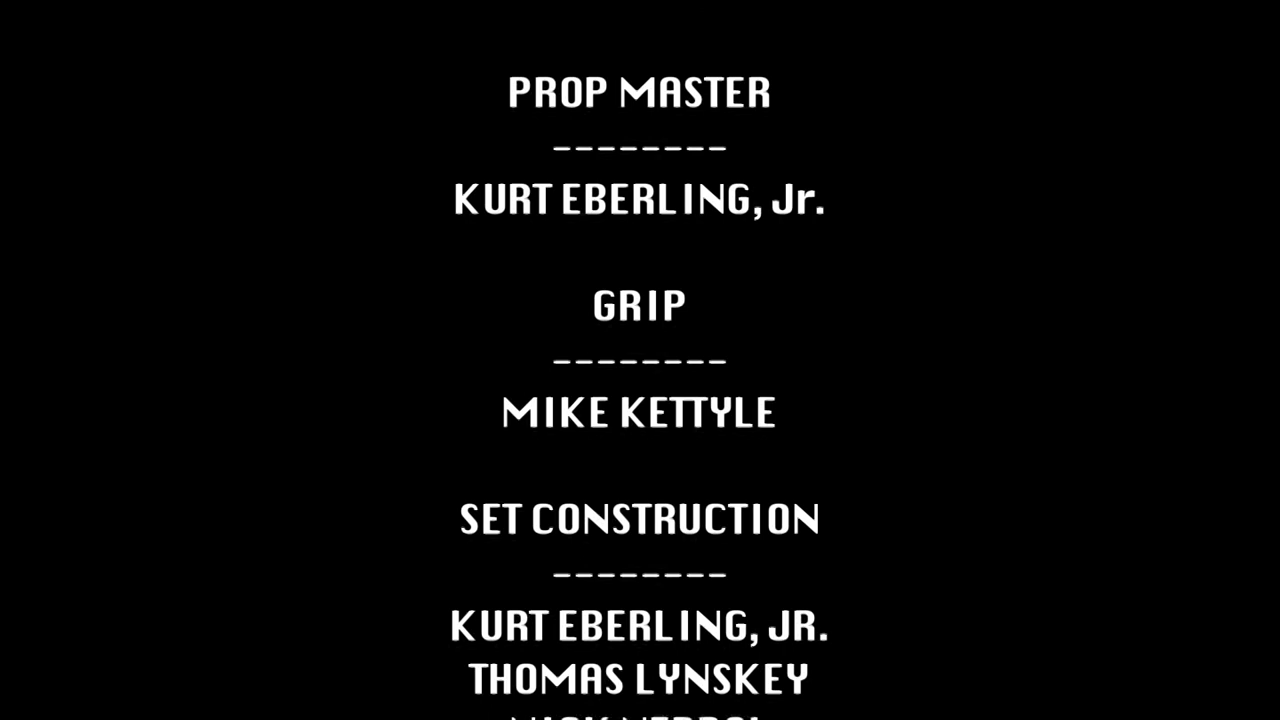 PROP MASTER
--------
KURT EBERLING, Jr.
GRIP
--------
MIKE KETTYLE
SET CONSTRUCTION
--------
KURT EBERLING, JR.
THOMAS LYNSKEY